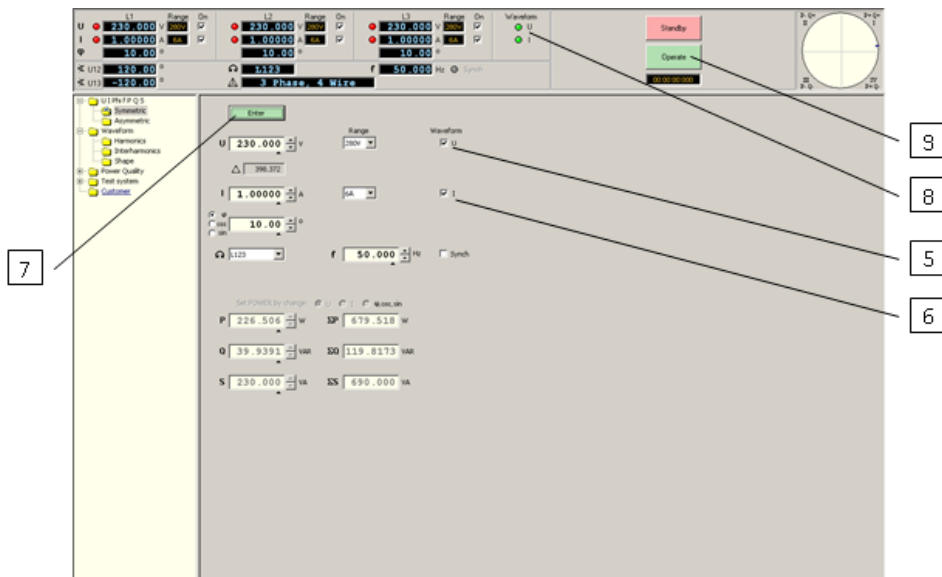 L1 Range On L2 Range On L3 Range On Waveform
U 230.000 V 280V 230.000 V 280V 230.000 V 280V U
I 1.00000 A 6A 1.00000 A 6A 1.00000 A 6A I
φ 10.00 ° 10.00 ° 10.00 °
U12 120.00 ° L123 f 50.000 Hz Synch
U13 -120.00 ° 3 Phase, 4 Wire
Standby
Operate
00:00:00:000
P- Q+ II
P+ Q+ I
III P- Q-
IV P+ Q-
U I PhN f P Q S
Symmetric
Asymmetric
Waveform
Harmonics
Interharmonics
Shape
Power Quality
Test system
Customer
Enter
Range Waveform
U 230.000 V 280V U
398.372
I 1.00000 A 6A I
φ
cos 10.00 °
sin
L123 f 50.000 Hz Synch
Set POWER by change U I φ,cos,sin
P 226.506 W ΣP 679.518 W
Q 39.9391 VAR ΣQ 119.8173 VAR
S 230.000 VA ΣS 690.000 VA
9
8
5
6
7